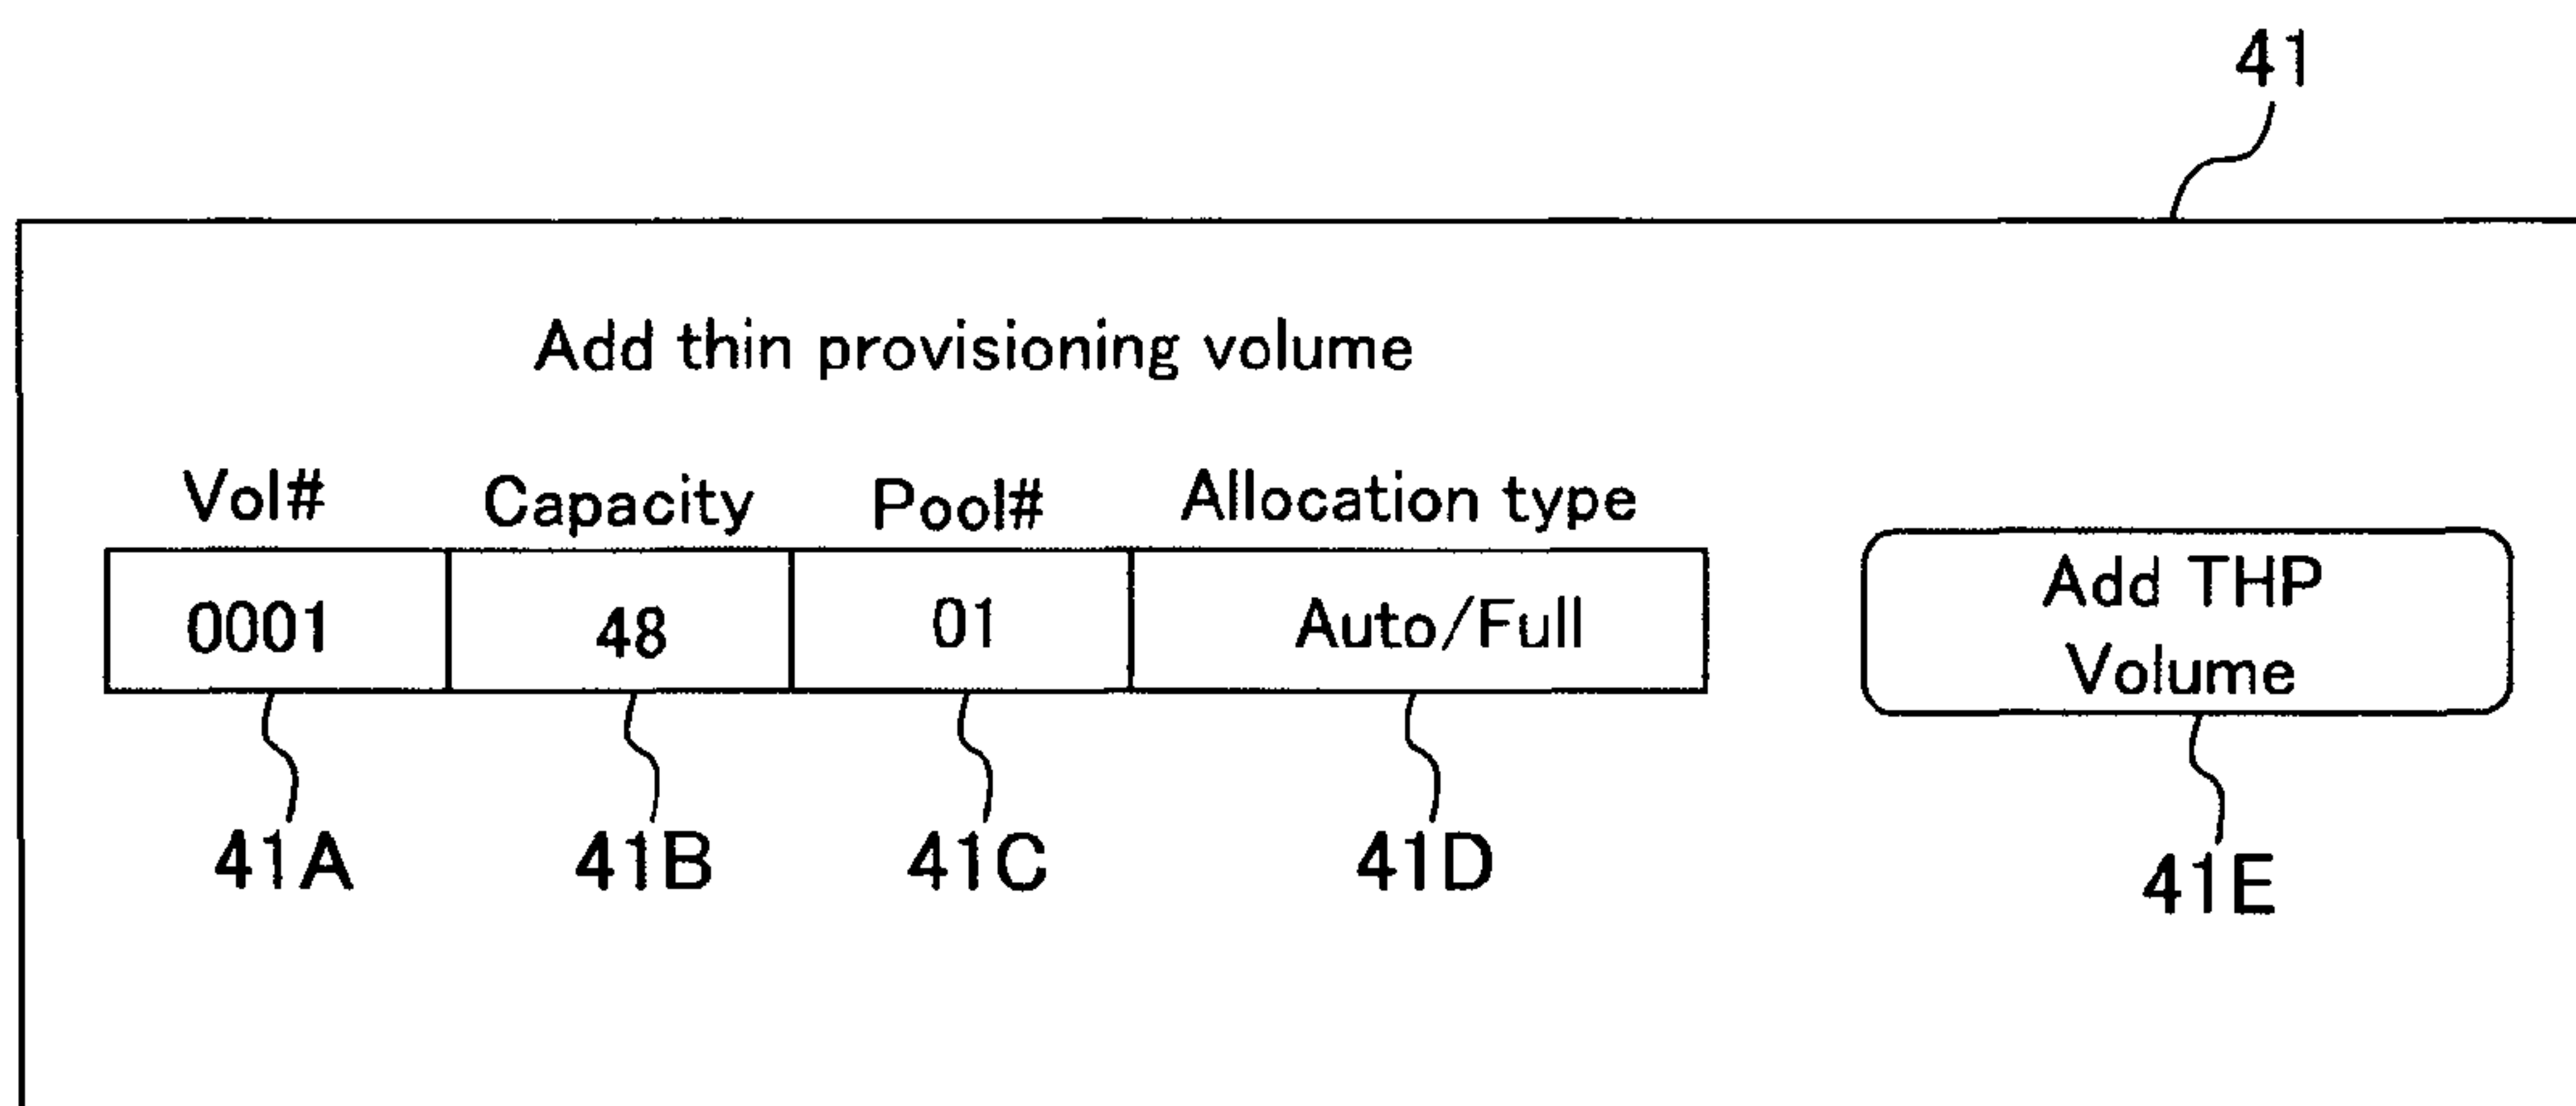 41
Add thin provisioning volume
Vol# Capacity Pool# Allocation type
0001 48 01 Auto/Full
Add THP
Volume
41A 41B 41C 41D 41E